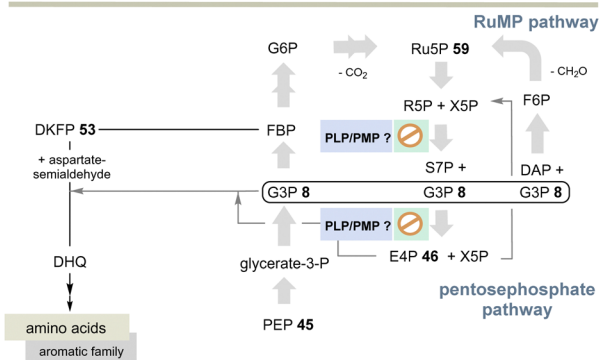 RuMP pathway
G6P
Ru5P 59
- CO2
- CH2O
R5P + X5P
F6P
DKFP 53
FBP
PLP/PMP ?
+ aspartate-
semialdehyde
S7P +
DAP +
G3P 8
G3P 8
G3P 8
PLP/PMP ?
DHQ
glycerate-3-P
E4P 46 + X5P
pentosephosphate
pathway
PEP 45
amino acids
aromatic family